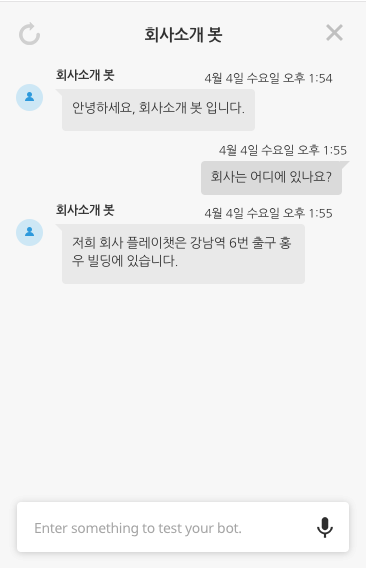 회사소개 봇
회사소개 봇
4월 4일 수요일 오후 1:54
안녕하세요, 회사소개 봇 입니다.
4월 4일 수요일 오후 1:55
회사는 어디에 있나요?
회사소개 봇
4월 4일 수요일 오후 1:55
저희 회사 플레이챗은 강남역 6번 출구 홍
우 빌딩에 있습니다.
Enter something to test your bot.